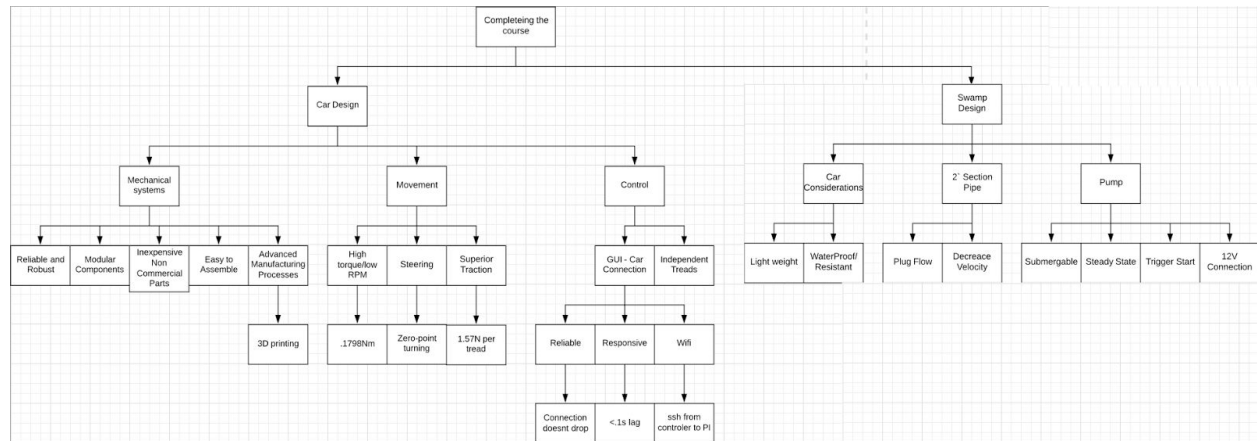 Completeing the
course
Car Design
Swamp
Design
Mechanical
systems
Movement
Control
Car
Considerations
2` Section
Pipe
Pump
Reliable and
Robust
Modular
Components
Inexpensive
Non
Commercial
Parts
Easy to
Assemble
Advanced
Manufacturing
Processes
High
torque/low
RPM
Steering
Superior
Traction
GUI - Car
Connection
Independent
Treads
Light weight
WaterProof/
Resistant
Plug Flow
Decreace
Velocity
Submergable
Steady State
Trigger Start
12V
Connection
3D printing
.1798Nm
Zero-point
turning
1.57N per
tread
Reliable
Responsive
Wifi
Connection
doesnt drop
<.1s lag
ssh from
controler to PI